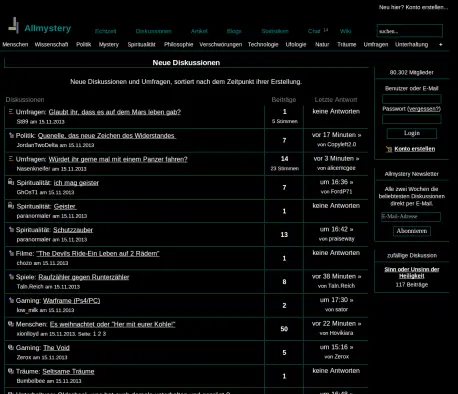 Neu hier? Konto erstellen...
Allmystery
Echtzeit Diskussionen Artikel Blogs Statistiken Chat 14 Wiki
suchen...
Menschen Wissenschaft Politik Mystery Spiritualität Philosophie Verschwörungen Technologie Ufologie Natur Träume Umfragen Unterhaltung +
Neue Diskussionen
Neue Diskussionen und Umfragen, sortiert nach dem Zeitpunkt ihrer Erstellung.
Diskussionen Beiträge Letzte Antwort
Umfragen: Glaubt ihr, dass es auf dem Mars leben gab? 1 keine Antworten
am 15.11.2013 5 Stimmen
Politik: Quenelle, das neue Zeichen des Widerstandes 7 vor 17 Minuten »
JordanTwoDelta am 15.11.2013 von Copyleft2.0
Umfragen: Würdet ihr gerne mal mit einem Panzer fahren? 14 vor 3 Minuten »
Nasenkneifer am 15.11.2013 23 Stimmen von alicemcgee
Spiritualität: ich mag geister 7 um 16:36 »
GhOsT1 am 15.11.2013 von FordP71
Spiritualität: Geister 1 keine Antworten
paranormaler am 15.11.2013
Spiritualität: Schutzzauber 13 um 16:42 »
paranormaler am 15.11.2013 von praiseway
Filme: "The Devils Ride-Ein Leben auf 2 Rädern" 1 keine Antworten
chozo am 15.11.2013
Spiele: Raufzähler gegen Runterzähler 8 vor 38 Minuten »
Taln.Reich am 15.11.2013 von Taln.Reich
Gaming: Warframe (Ps4/PC) 2 um 17:30 »
low_milk am 15.11.2013 von sator
Menschen: Es weihnachtet oder "Her mit eurer Kohle!" 50 vor 22 Minuten »
xionlloyd am 15.11.2013, Seite: 1 2 3 von Hovikiara
Gaming: The Void 5 um 15:16 »
Zerox am 15.11.2013 von Zerox
Träume: Seltsame Träume 1 keine Antworten
Bumbelbee am 15.11.2013
80.302 Mitglieder
Benutzer oder E-Mail
Passwort (vergessen?)
Login
Konto erstellen
Allmystery Newsletter
Alle zwei Wochen die
beliebtesten Diskussionen
direkt per E-Mail.
E-Mail-Adresse
Abonnieren
zufällige Diskussion
Sinn oder Unsinn der
Heiligkeit
117 Beiträge